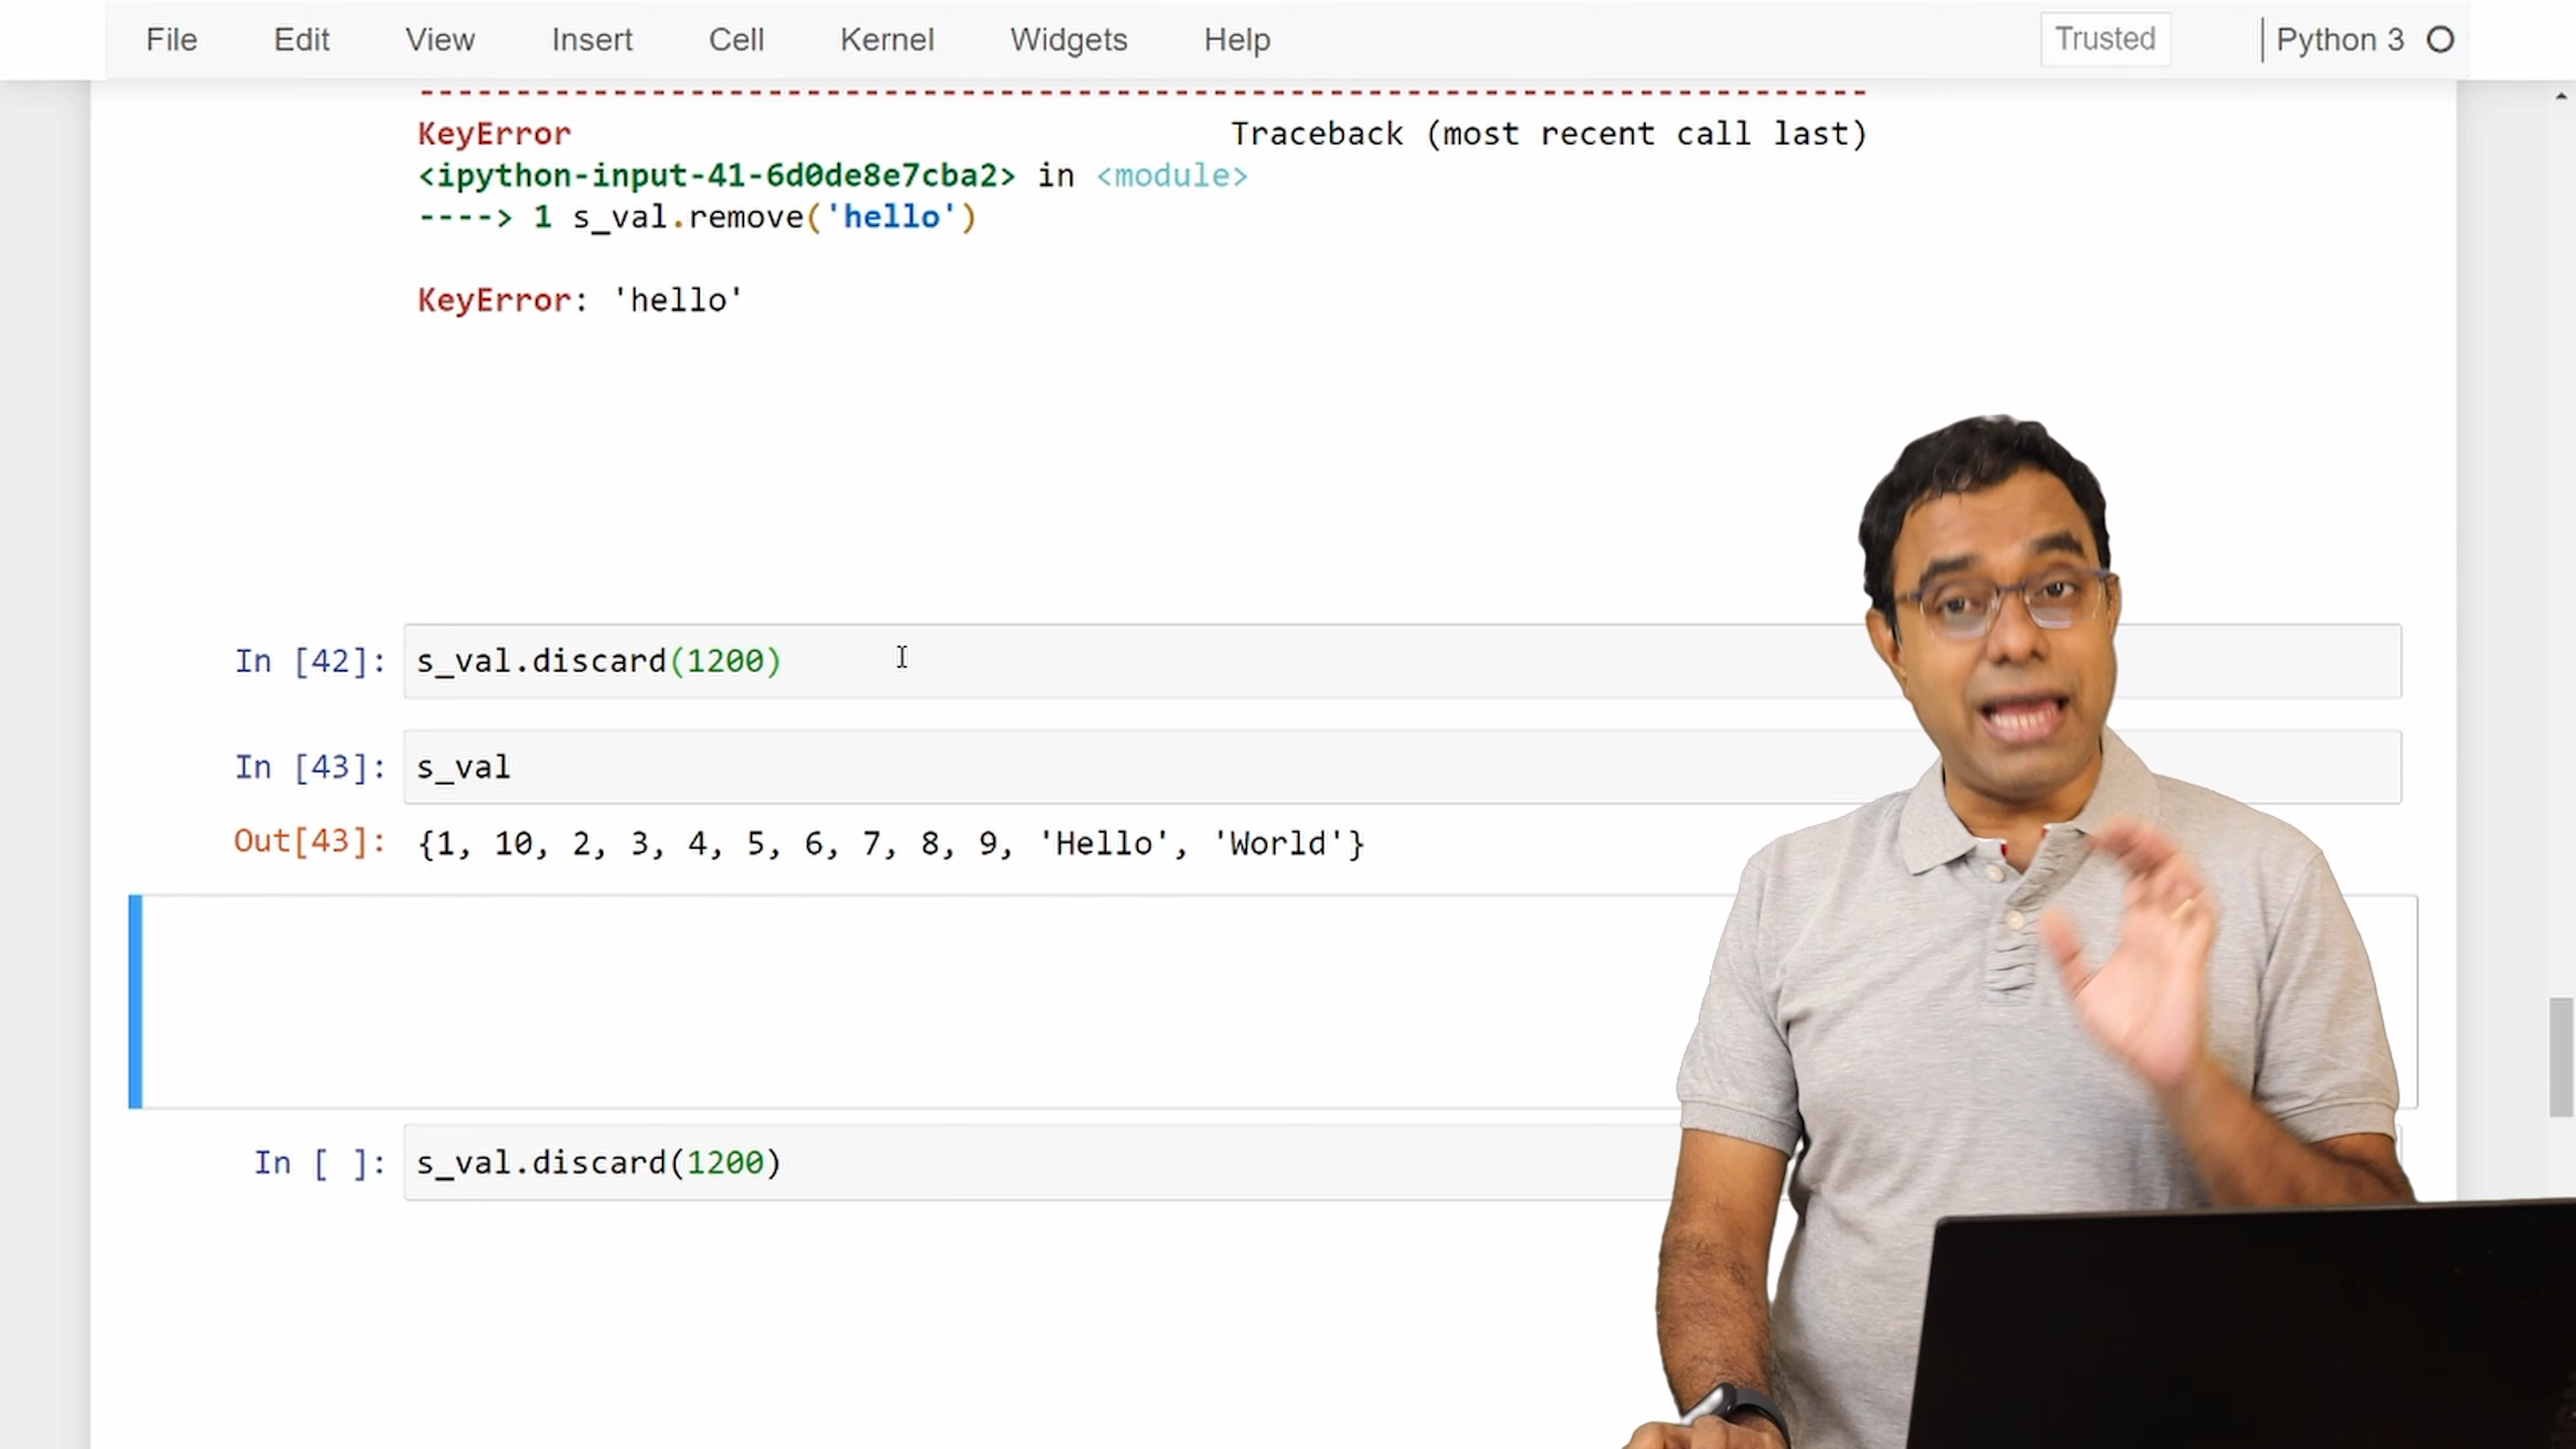 File Edit View Insert Cell Kernel Widgets Help Trusted Python 3
---------------------------------------------------------------------------
KeyError Traceback (most recent call last)
<ipython-input-41-6d0de8e7cba2> in <module>
----> 1 s_val.remove('hello')
KeyError: 'hello'
In [42]: s_val.discard(1200)
In [43]: s_val
Out[43]: {1, 10, 2, 3, 4, 5, 6, 7, 8, 9, 'Hello', 'World'}
In [ ]: s_val.discard(1200)